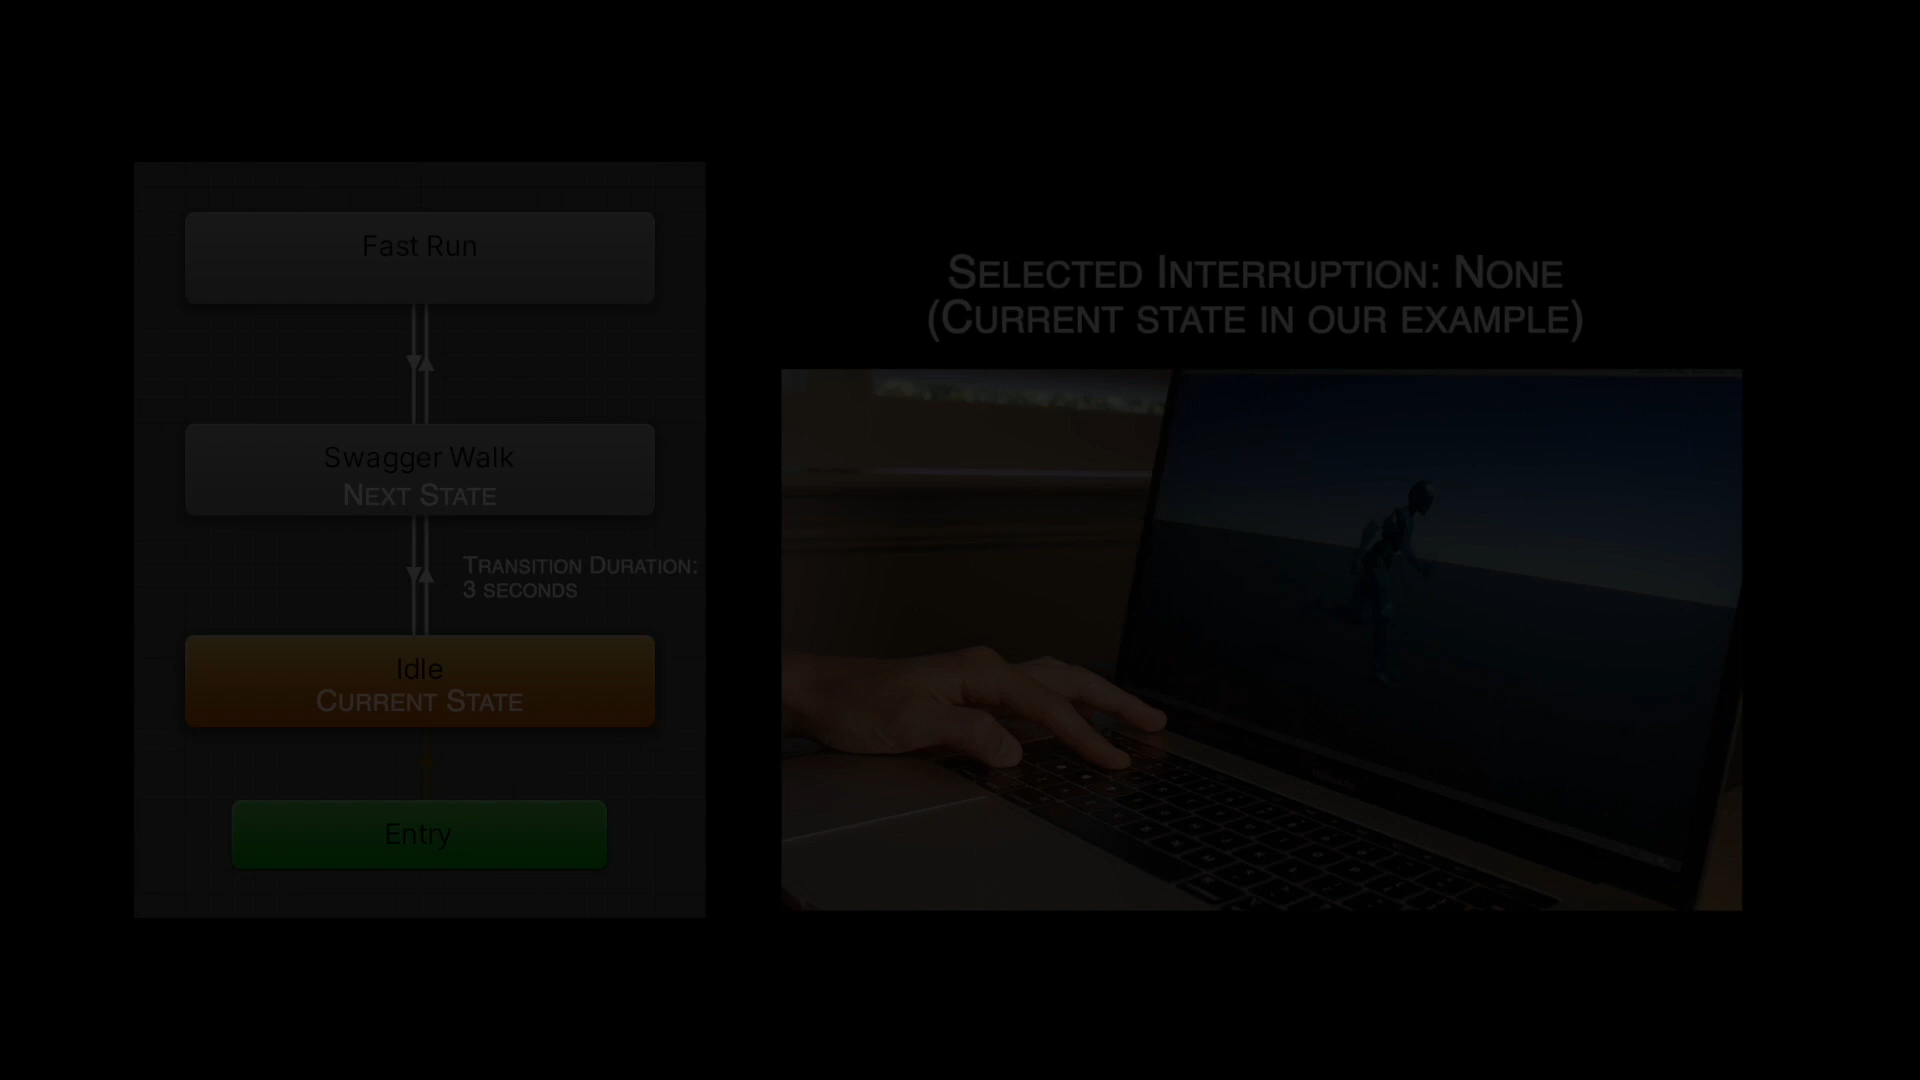 Fast Run
Swagger Walk
Next State
Transition Duration:
3 seconds
Idle
Current State
Entry
Selected Interruption: None
(Current state in our example)